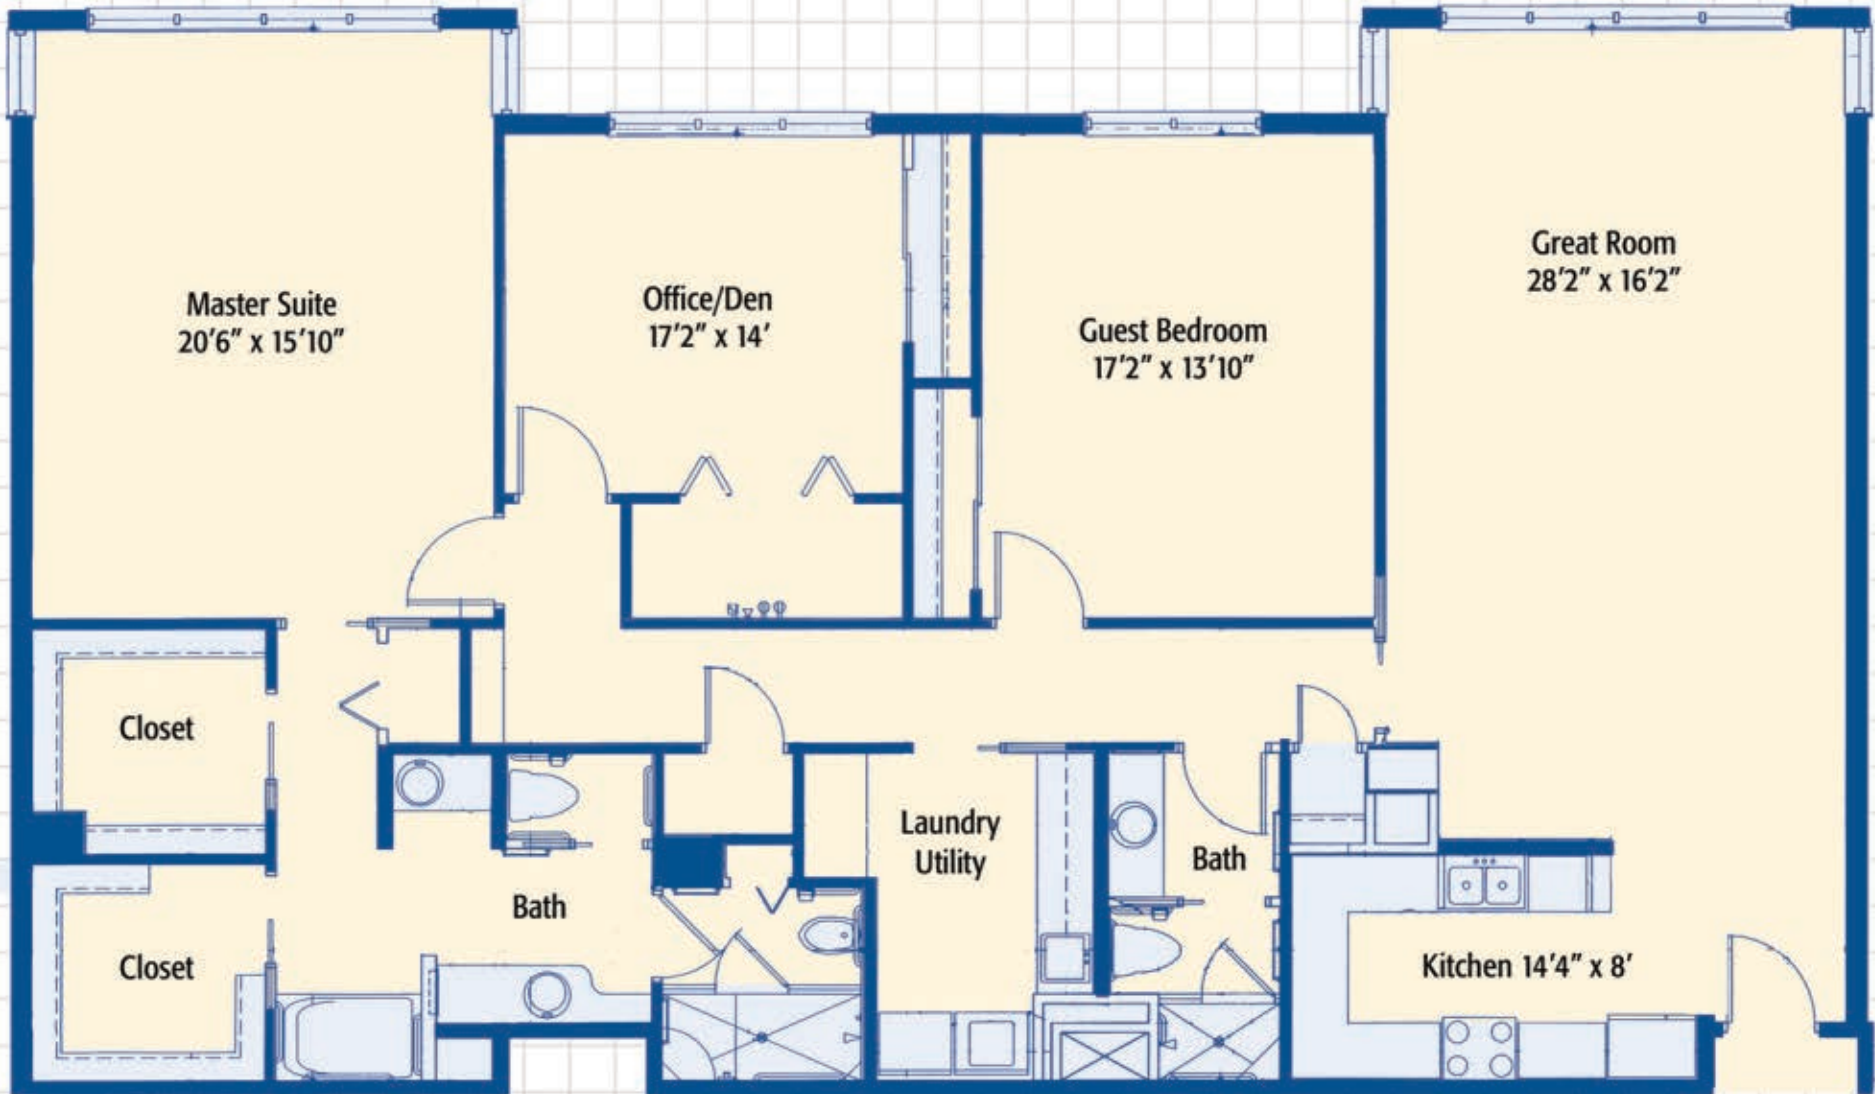 Master Suite
20'6" x 15'10"
Office/Den
17'2" x 14'
Guest Bedroom
17'2" x 13'10"
Great Room
28'2" x 16'2"
Closet
Laundry
Utility
Bath
Bath
Closet
Kitchen 14'4" x 8'